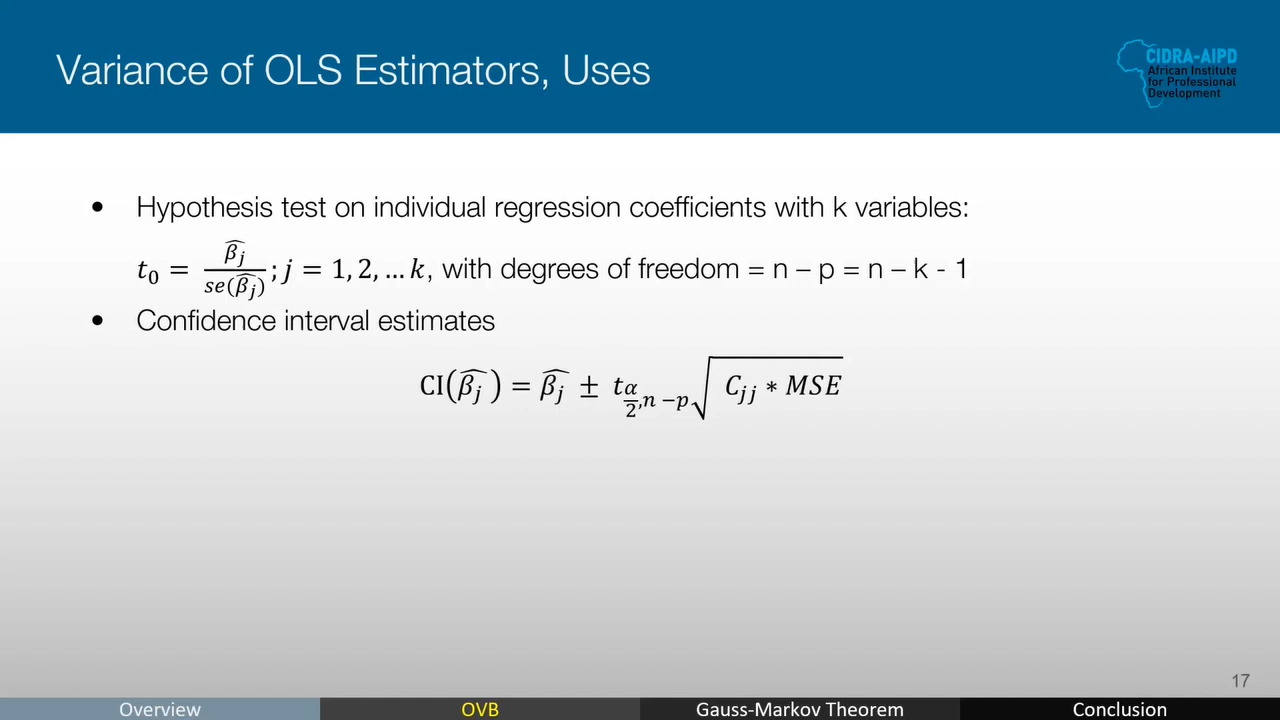 Variance of OLS Estimators, Uses
CIDRA-AIPD
African Institute
for Professional
Development
• Hypothesis test on individual regression coefficients with k variables:
t₀ = β̂ⱼ / se(β̂ⱼ) ; j = 1, 2, … k, with degrees of freedom = n – p = n – k - 1
• Confidence interval estimates
CI(β̂ⱼ) = β̂ⱼ ± t_{α/2, n −p} √(Cⱼⱼ ∗ MSE)
17
Overview OVB Gauss-Markov Theorem Conclusion